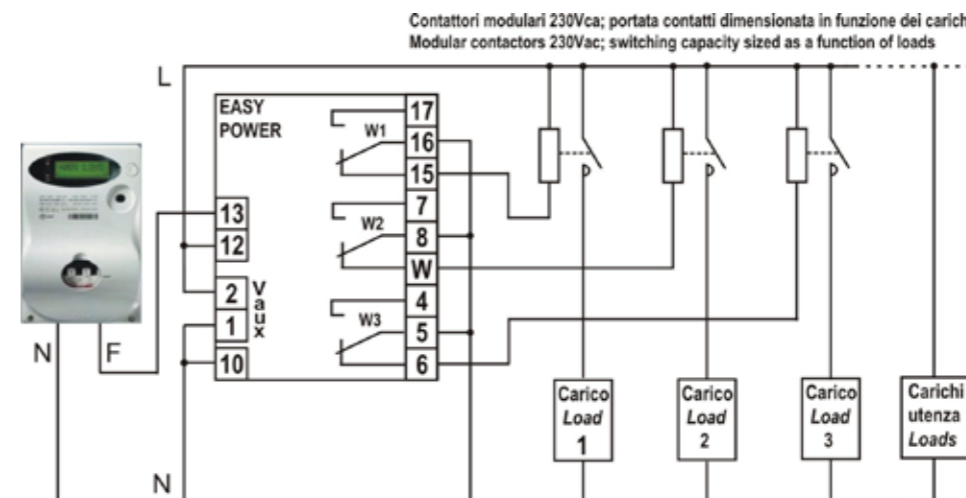 Contattori modulari 230Vca; portata contatti dimensionata in funzione dei carich
Modular contactors 230Vac; switching capacity sized as a function of loads
L
EASY
POWER
17
W1
16
15
13
7
12
W2
8
W
2
Vaux
4
1
W3
5
10
6
N
F
Carico
Load
1
Carico
Load
2
Carico
Load
3
Carichi
utenza
Loads
N